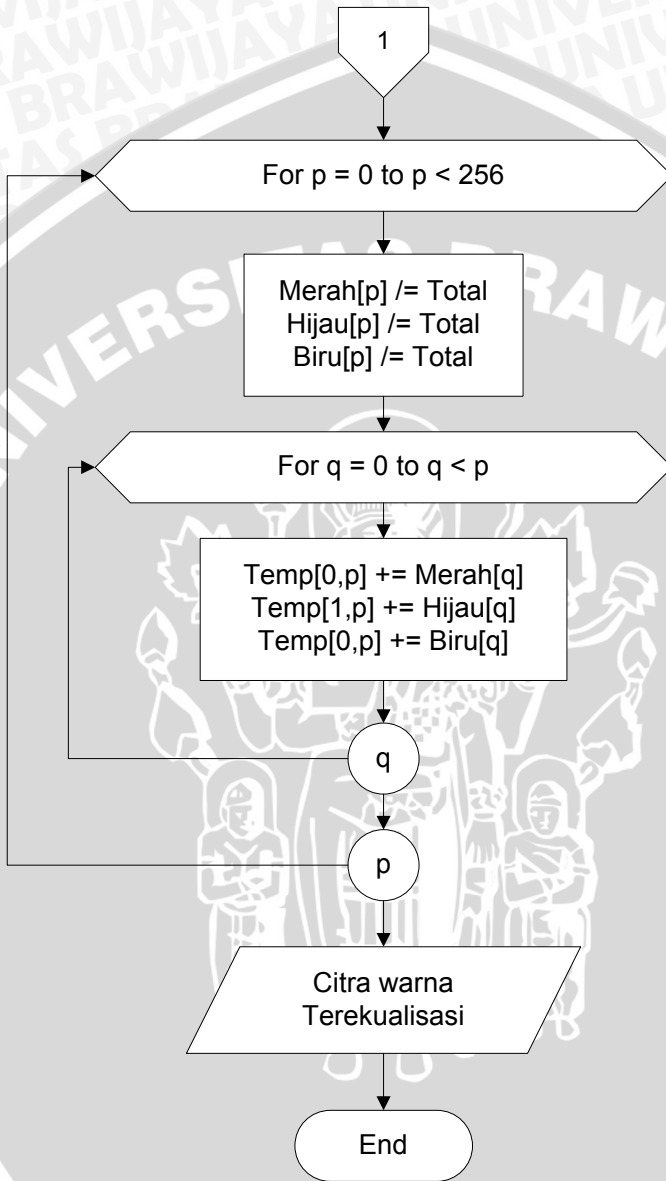 1
For p = 0 to p < 256
Merah[p] /= Total
Hijau[p] /= Total
Biru[p] /= Total
For q = 0 to q < p
Temp[0,p] += Merah[q]
Temp[1,p] += Hijau[q]
Temp[0,p] += Biru[q]
q
p
Citra warna
Terekualisasi
End